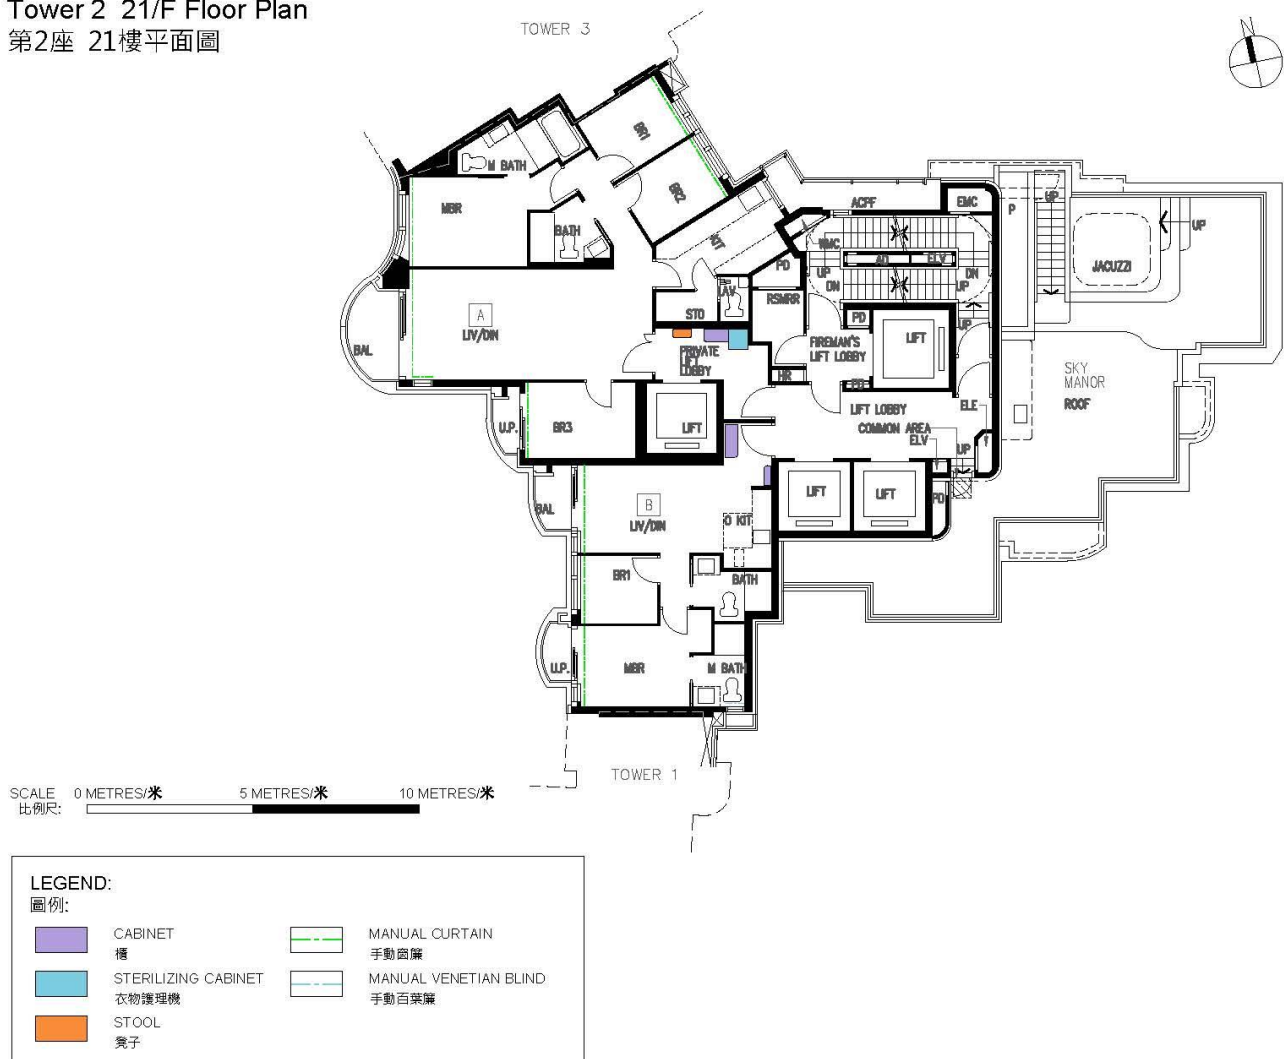 Tower 2 21/F Floor Plan
第2座 21樓平面圖
TOWER 3
BR1
M BATH
BR2
MBR
BATH
KIT
ACPF
EMC
P
UP
UP
WMC
AD
ELV
PD
UP
DN
DN
UP
JACUZZI
LAV
RSMRR
STO
PD
UP
A
LIV/DIN
BAL
PRIVATE
LIFT
LOBBY
FIREMAN'S
LIFT LOBBY
LIFT
SKY
MANOR
ROOF
HR
PD
U.P.
BR3
LIFT
LIFT LOBBY
COMMON AREA
ELE
ELV
UP
BAL
B
LIV/DIN
O KIT
LIFT
LIFT
PD
BR1
BATH
U.P.
MBR
M BATH
TOWER 1
SCALE 0 METRES/米 5 METRES/米 10 METRES/米
比例尺:
LEGEND:
圖例:
CABINET
櫃
MANUAL CURTAIN
手動窗簾
STERILIZING CABINET
衣物護理機
MANUAL VENETIAN BLIND
手動百葉簾
STOOL
凳子